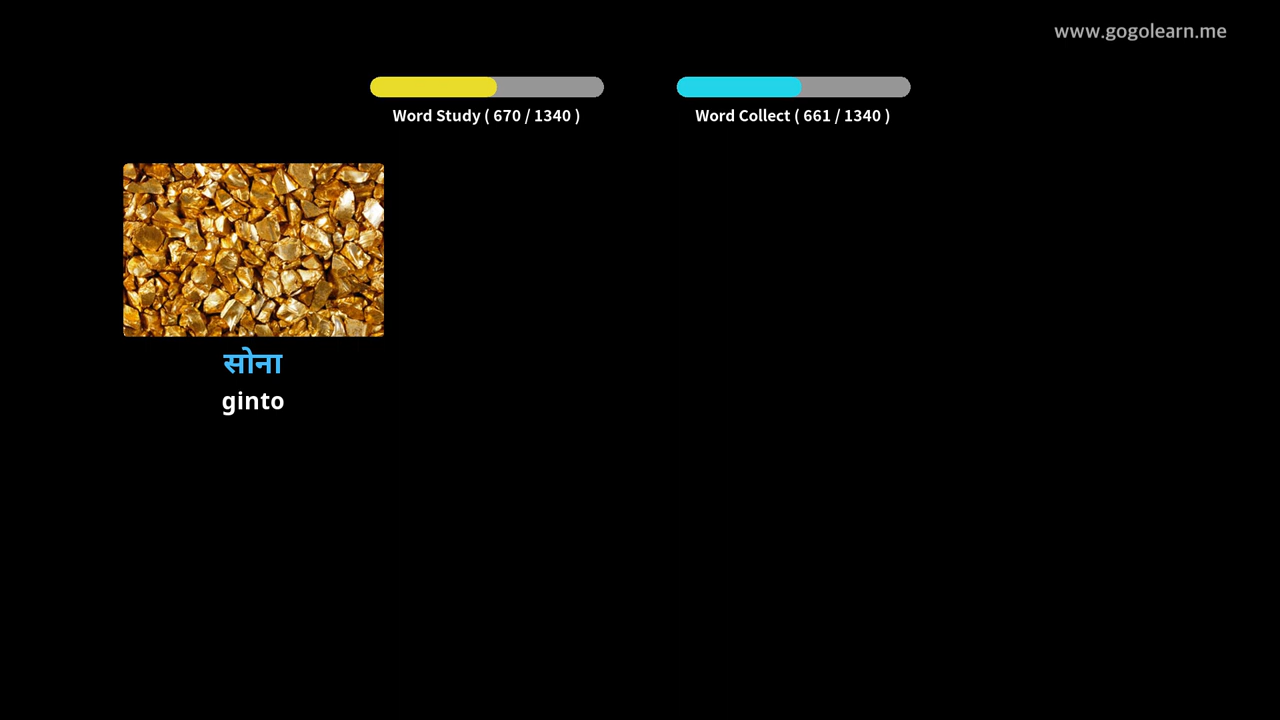 www.gogolearn.me
Word Study ( 670 / 1340 )
Word Collect ( 661 / 1340 )
सोना
ginto